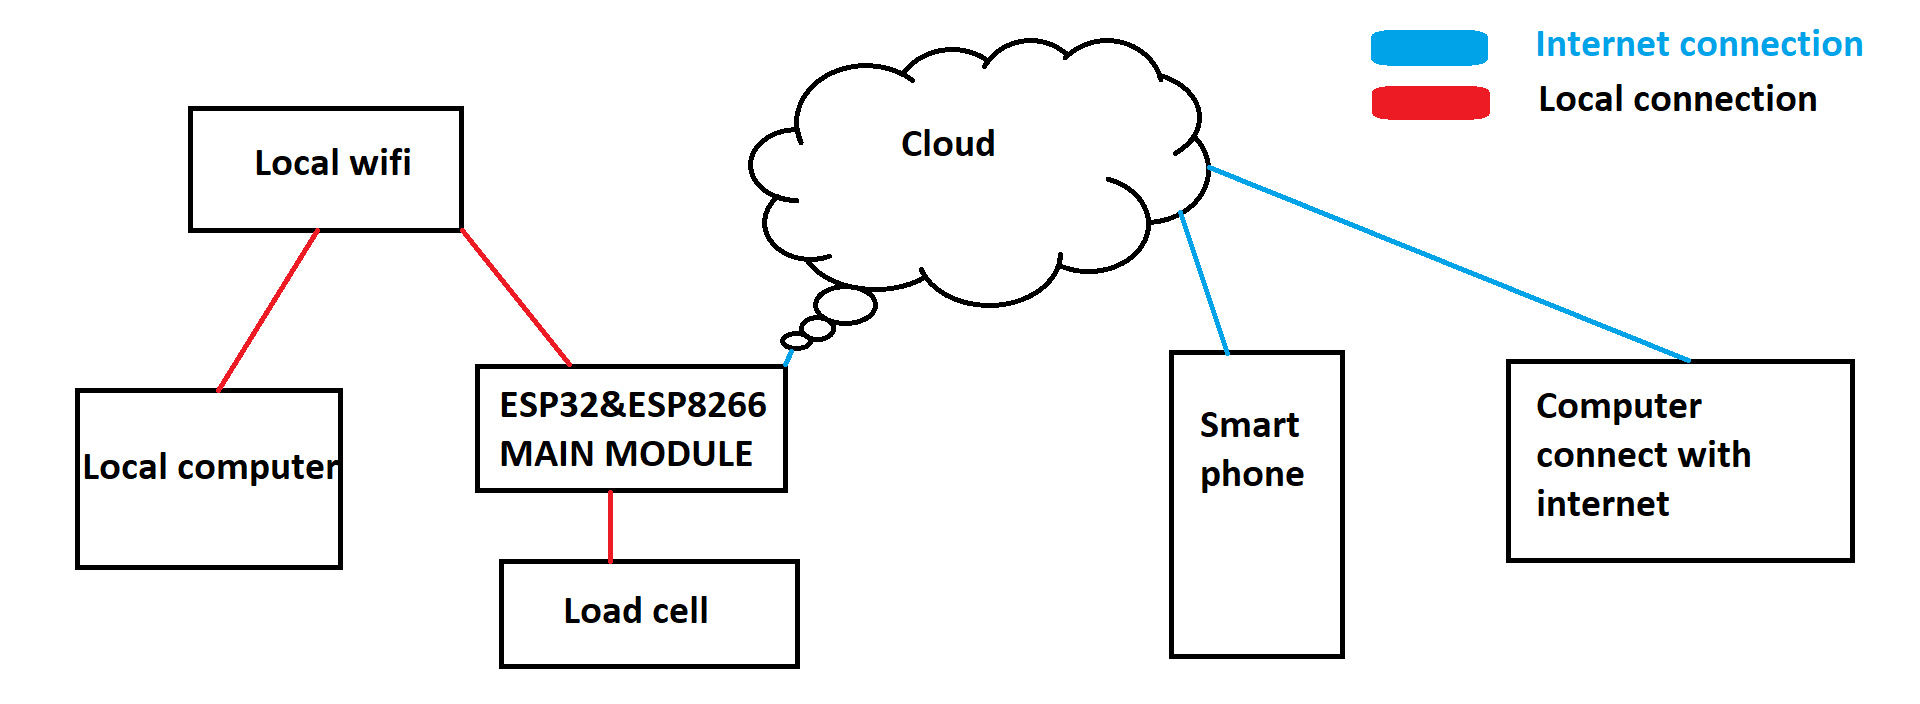 Internet connection
Local connection
Local wifi
Cloud
Local computer
ESP32&ESP8266
MAIN MODULE
Load cell
Smart
phone
Computer
connect with
internet